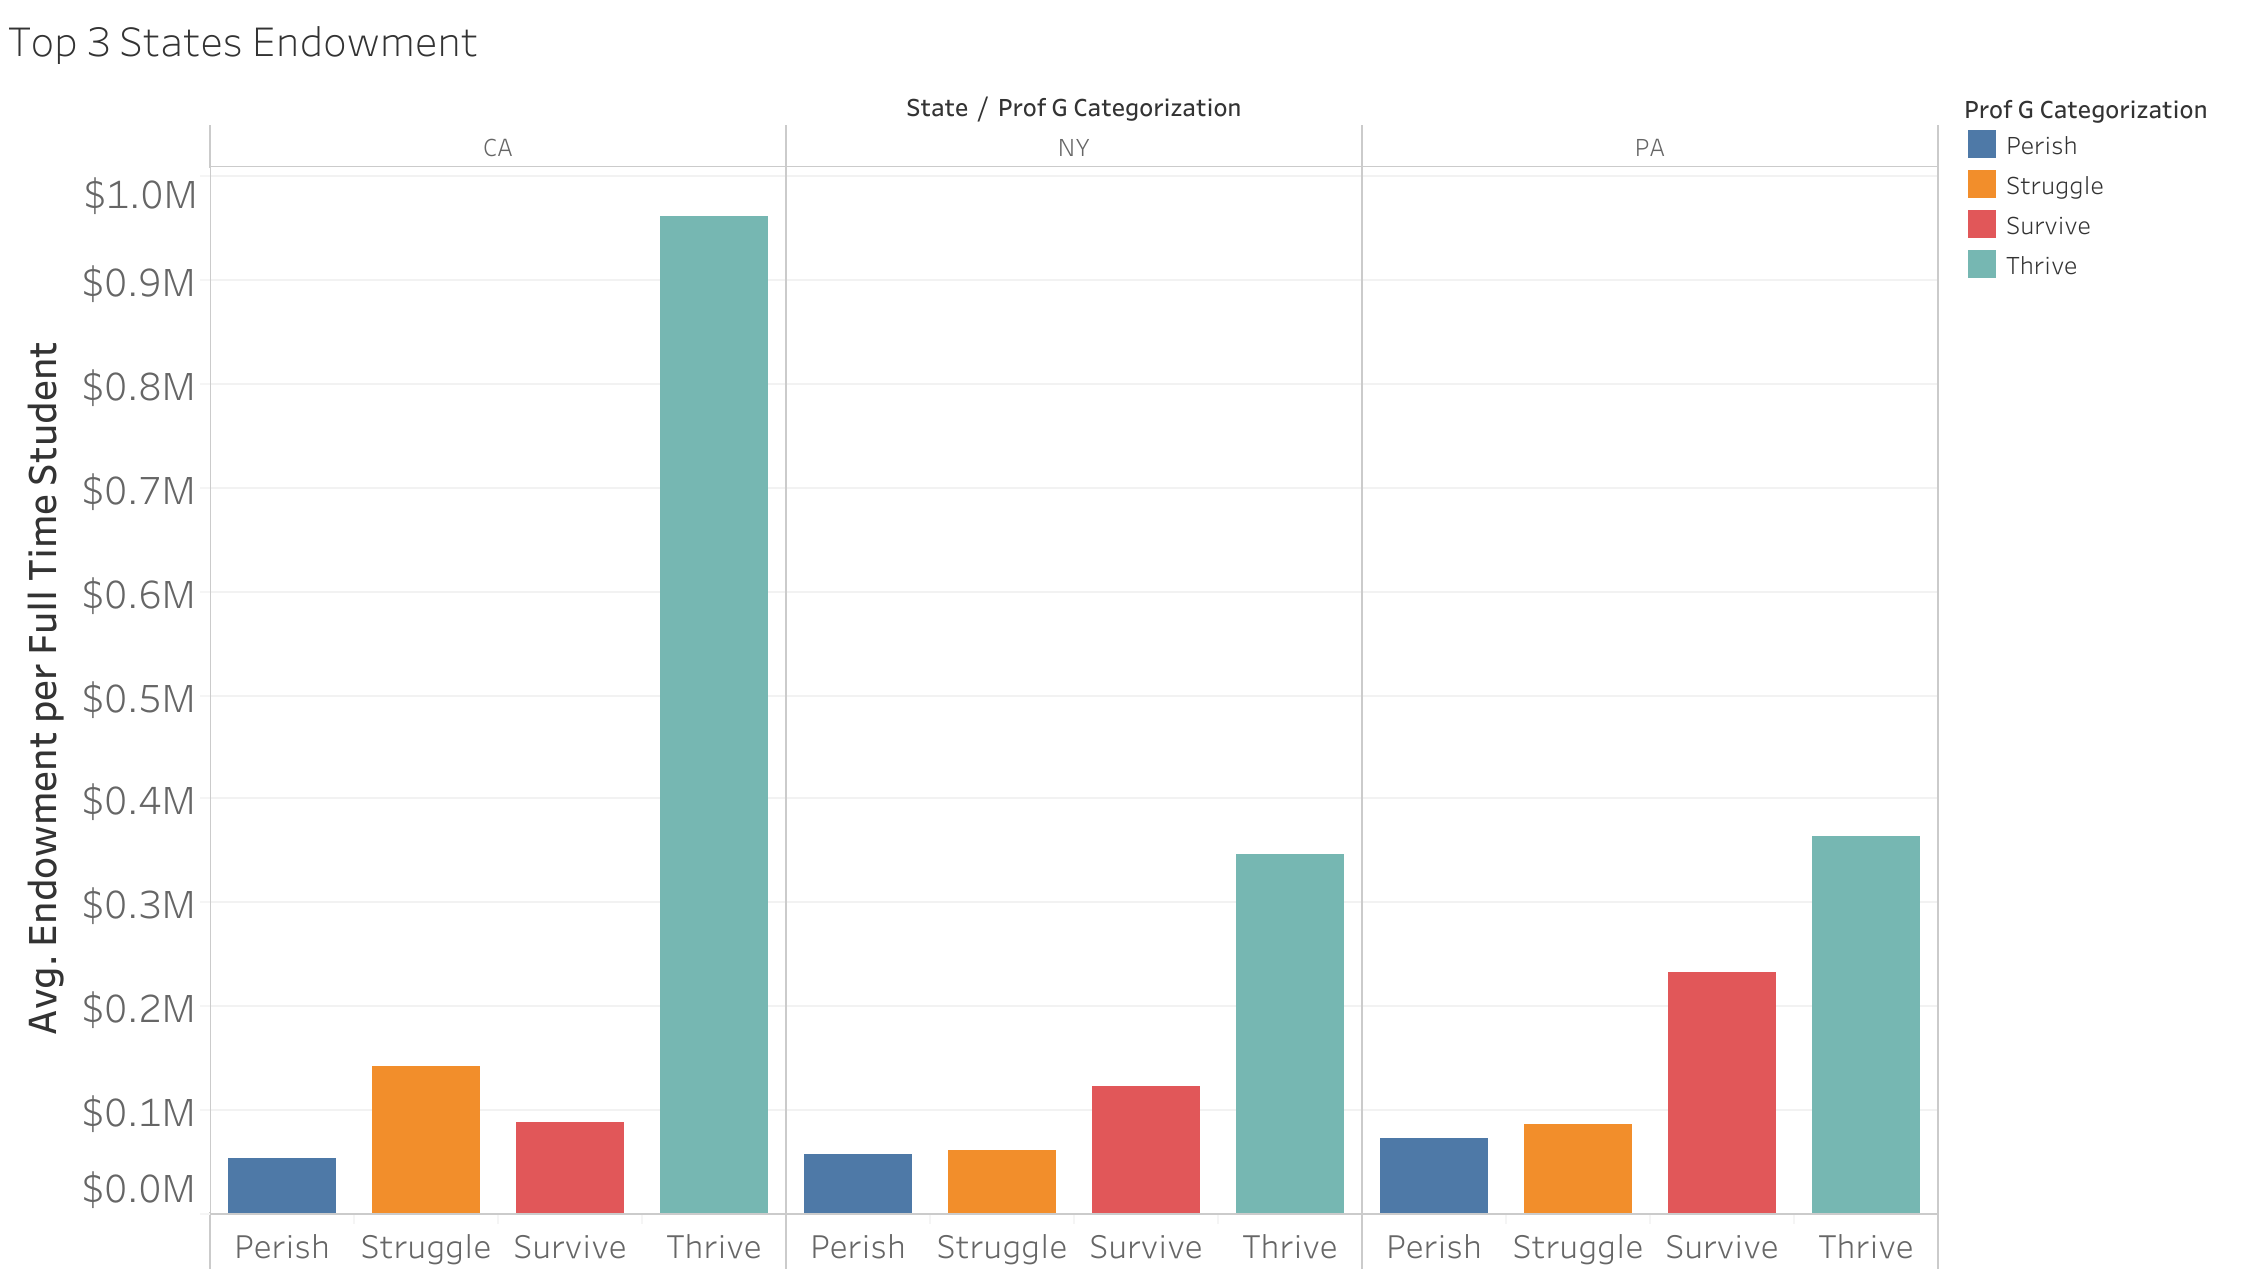 Top 3 States Endowment
State / Prof G Categorization
CA NY PA
$1.0M
$0.9M
$0.8M
$0.7M
$0.6M
$0.5M
$0.4M
$0.3M
$0.2M
$0.1M
$0.0M
Avg. Endowment per Full Time Student
Perish Struggle Survive Thrive Perish Struggle Survive Thrive Perish Struggle Survive Thrive
Prof G Categorization
Perish
Struggle
Survive
Thrive